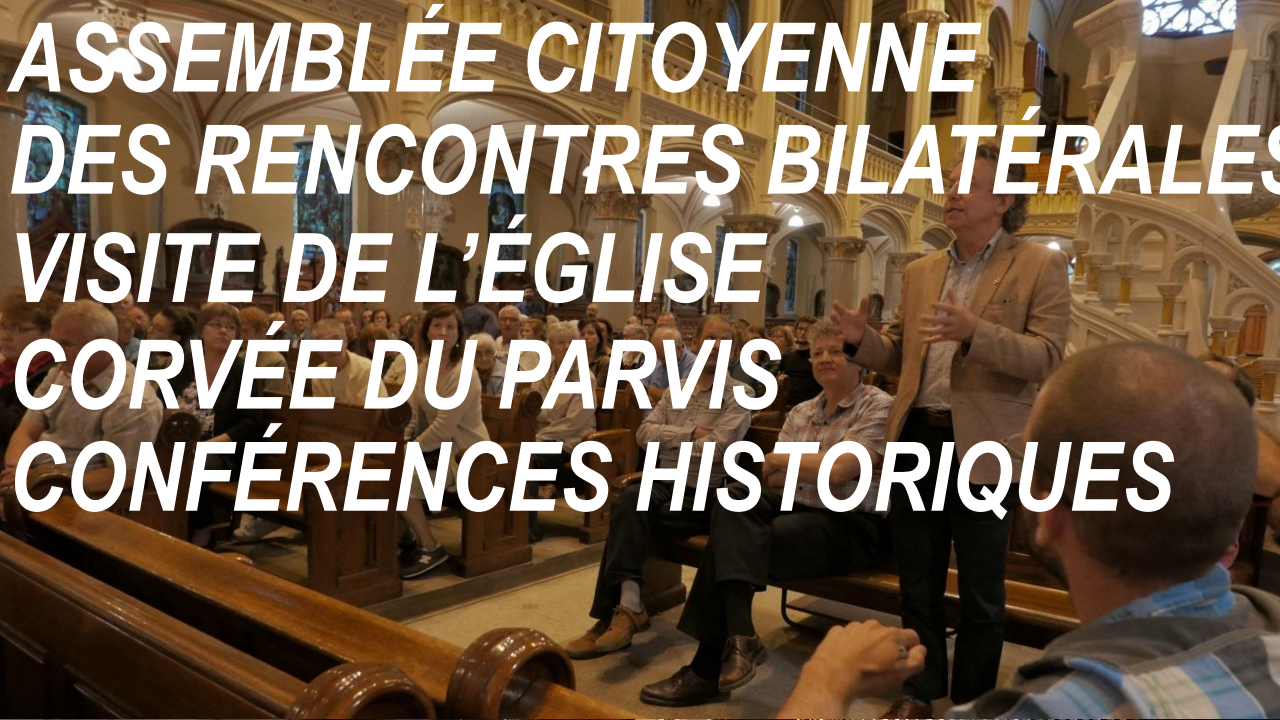 ASSEMBLÉE CITOYENNE
DES RENCONTRES BILATÉRALES
VISITE DE L’ÉGLISE
CORVÉE DU PARVIS
CONFÉRENCES HISTORIQUES